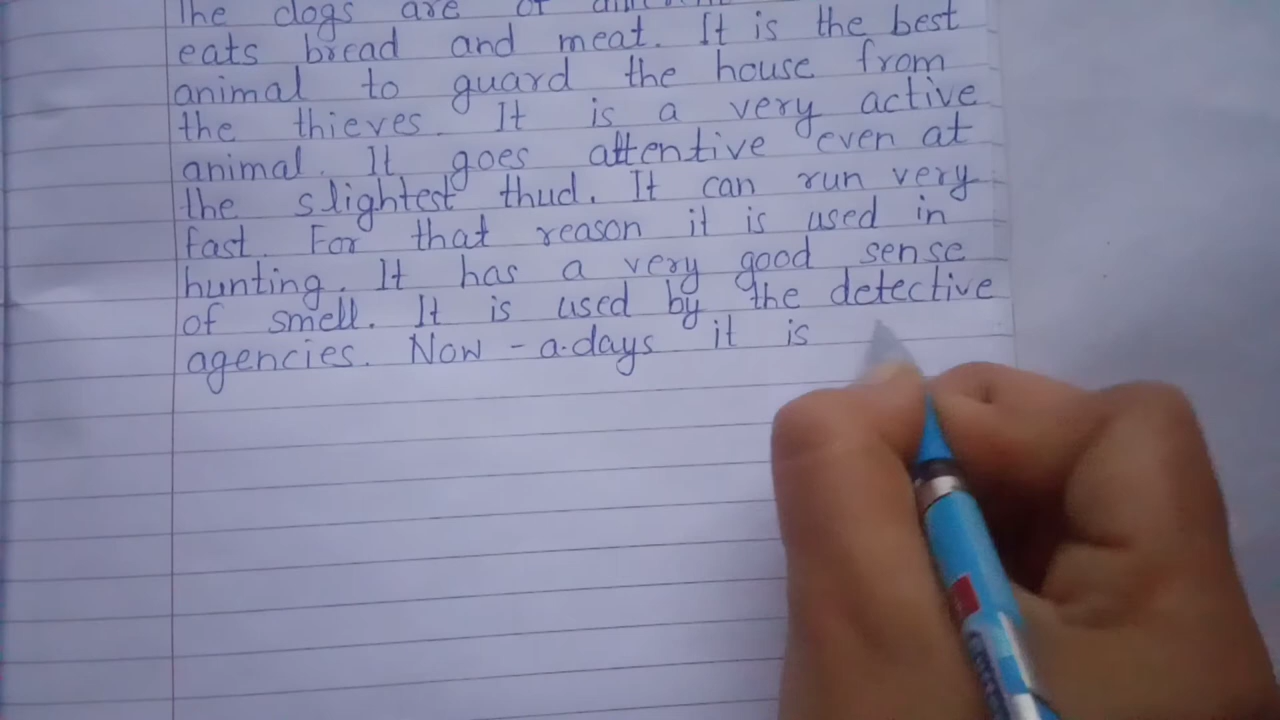 The dogs are of
eats bread and meat. It is the best
animal to guard the house from
the thieves. It is a very active
animal. It goes attentive even at
the slightest thud. It can run very
fast. For that reason it is used in
hunting. It has a very good sense
of smell. It is used by the detective
agencies. Now-a-days it is